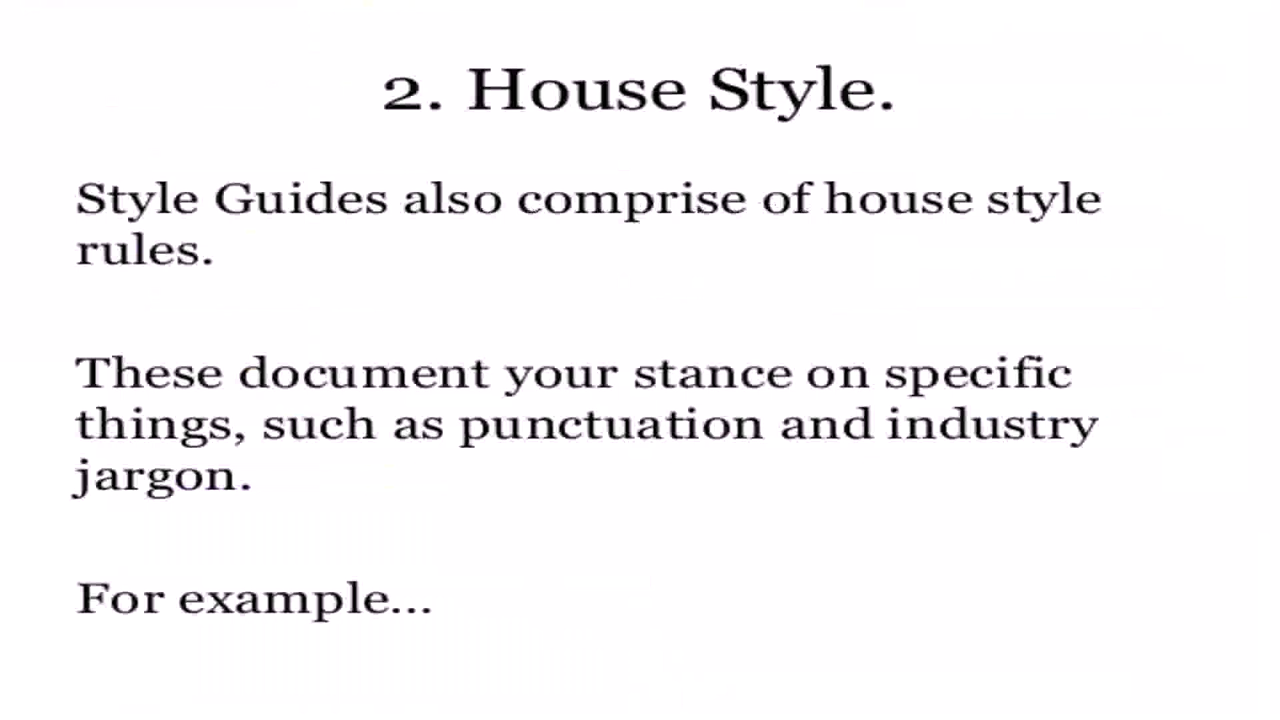 2. House Style.
Style Guides also comprise of house style
rules.
These document your stance on specific
things, such as punctuation and industry
jargon.
For example...